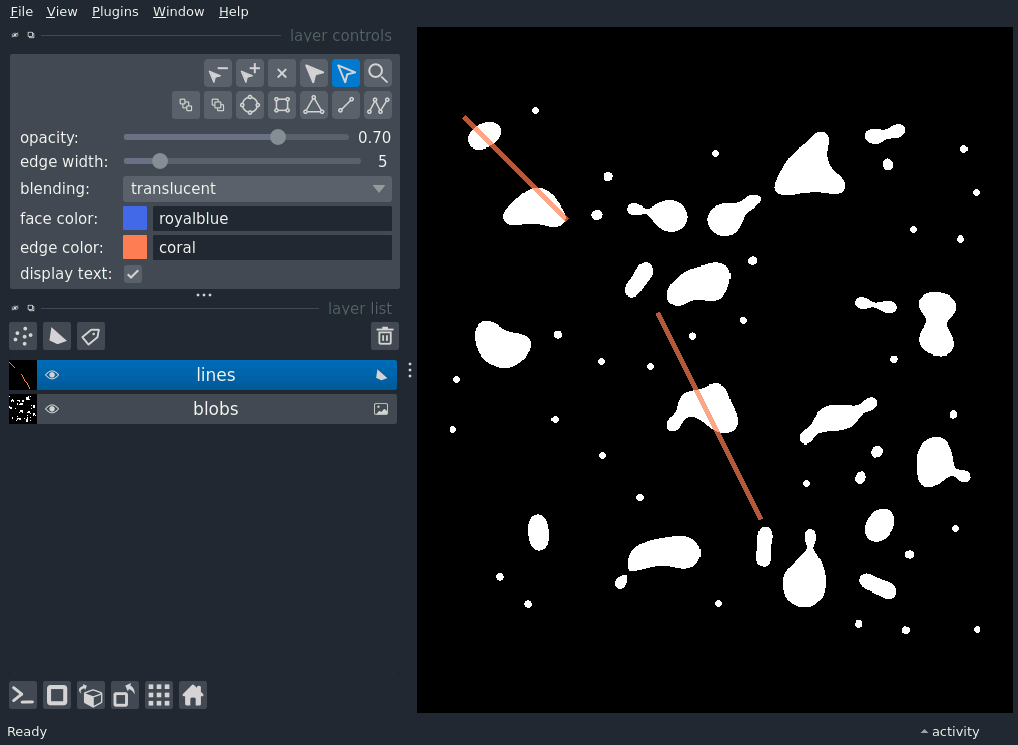 File View Plugins Window Help
layer controls
opacity: 0.70
edge width: 5
blending: translucent
face color: royalblue
edge color: coral
display text:
layer list
lines
blobs
Ready activity